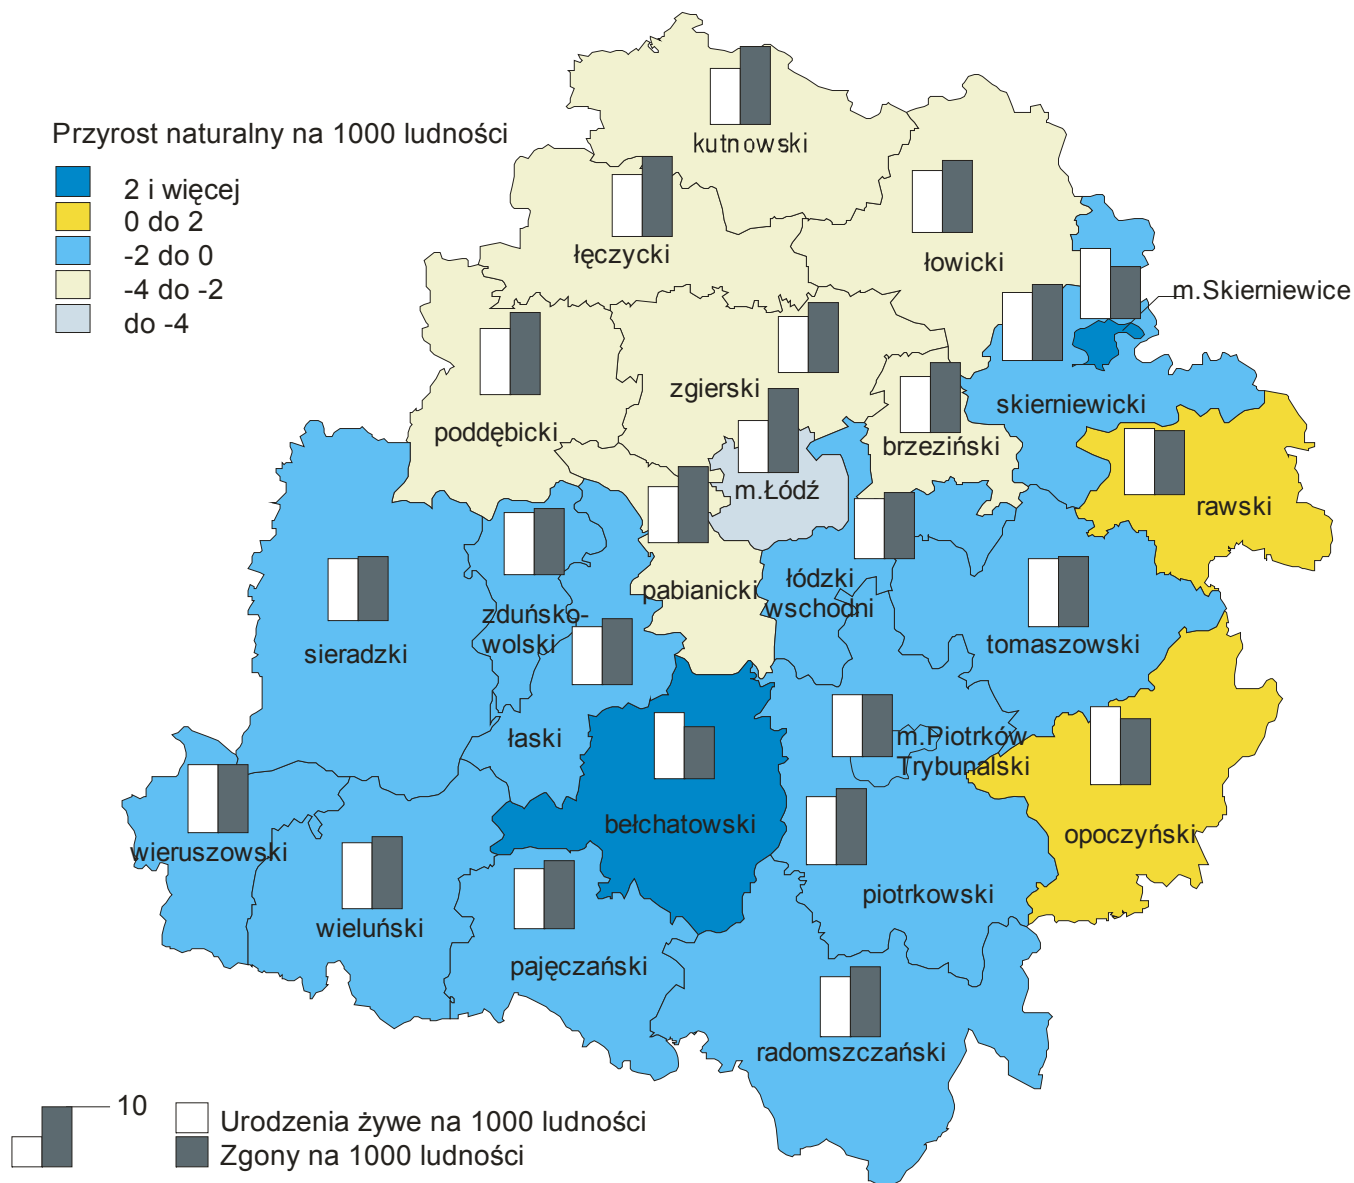 Przyrost naturalny na 1000 ludności
2 i więcej
0 do 2
-2 do 0
-4 do -2
do -4
kutnowski
łęczycki
łowicki
m.Skierniewice
zgierski
skierniewicki
poddębicki
brzeziński
m.Łódź
rawski
pabianicki
łódzki
wschodni
zduńsko-
wolski
sieradzki
tomaszowski
łaski
m.Piotrków
Trybunalski
bełchatowski
opoczyński
wieruszowski
piotrkowski
wieluński
pajęczański
radomszczański
10
Urodzenia żywe na 1000 ludności
Zgony na 1000 ludności